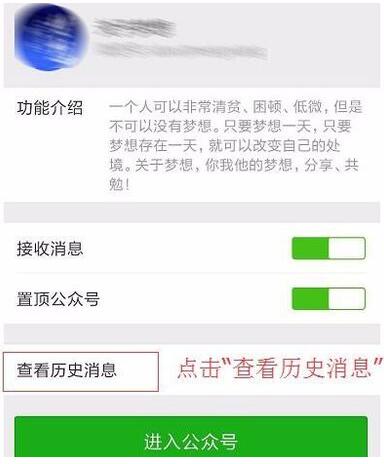 功能介绍
一个人可以非常清贫、困顿、低微，但是
不可以没有梦想。只要梦想一天，只要
梦想存在一天，就可以改变自己的处
境。关于梦想，你我他的梦想，分享、共
勉！
接收消息
置顶公众号
查看历史消息
点击“查看历史消息”
进入公众号